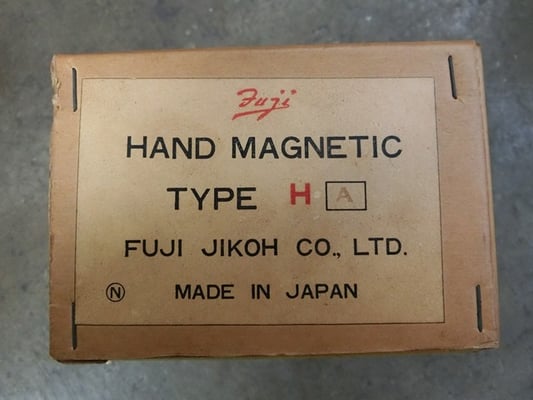 Fuji
HAND MAGNETIC
TYPE H A
FUJI JIKOH CO., LTD.
Ⓝ MADE IN JAPAN